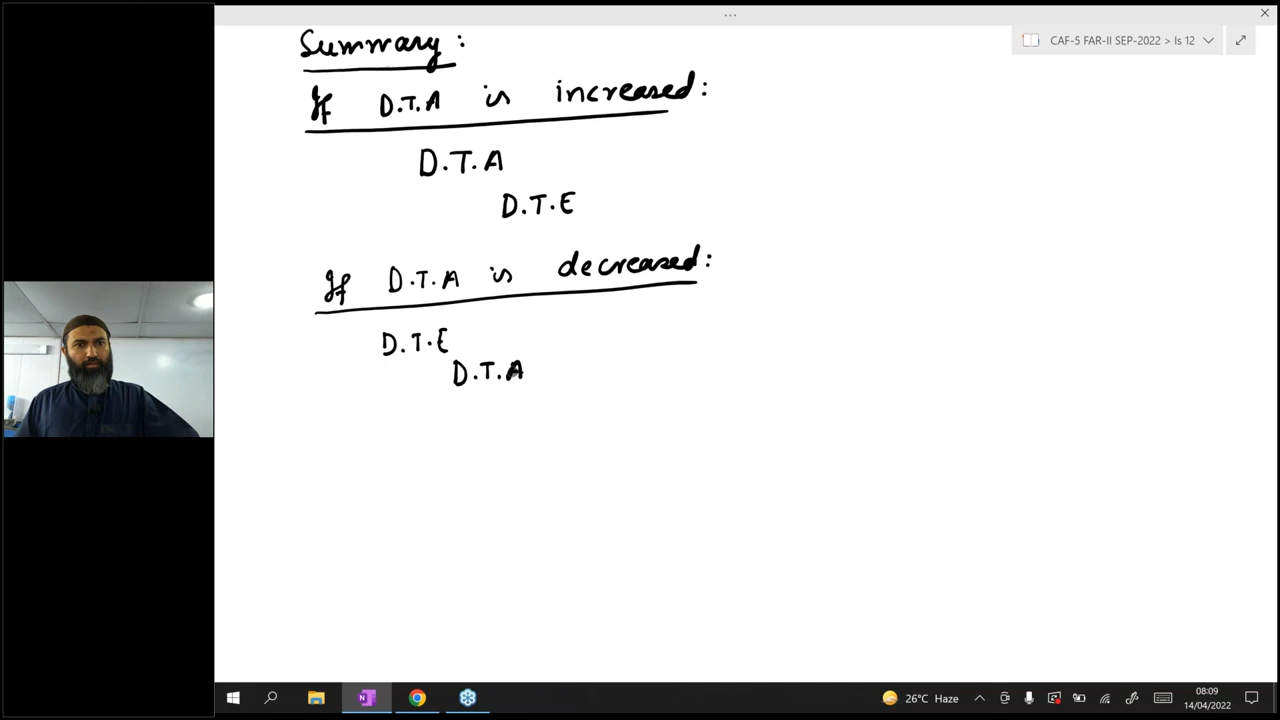 CAF-5 FAR-II SEP-2022 > Is 12
Summary:
If D.T.A is increased:
D.T.A
D.T.E
If D.T.A is decreased:
D.T.E
D.T.A
26°C Haze
08:09
14/04/2022